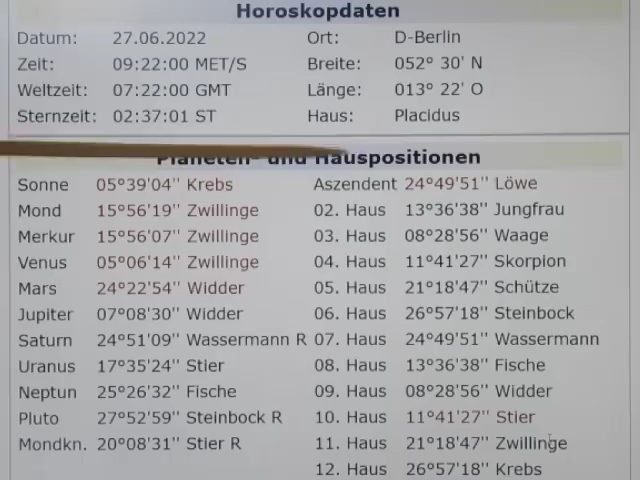 Horoskopdaten
Datum: 27.06.2022 Ort: D-Berlin
Zeit: 09:22:00 MET/S Breite: 052° 30' N
Weltzeit: 07:22:00 GMT Länge: 013° 22' O
Sternzeit: 02:37:01 ST Haus: Placidus
Planeten- und Hauspositionen
Sonne 05°39'04'' Krebs Aszendent 24°49'51'' Löwe
Mond 15°56'19'' Zwillinge 02. Haus 13°36'38'' Jungfrau
Merkur 15°56'07'' Zwillinge 03. Haus 08°28'56'' Waage
Venus 05°06'14'' Zwillinge 04. Haus 11°41'27'' Skorpion
Mars 24°22'54'' Widder 05. Haus 21°18'47'' Schütze
Jupiter 07°08'30'' Widder 06. Haus 26°57'18'' Steinbock
Saturn 24°51'09'' Wassermann R 07. Haus 24°49'51'' Wassermann
Uranus 17°35'24'' Stier 08. Haus 13°36'38'' Fische
Neptun 25°26'32'' Fische 09. Haus 08°28'56'' Widder
Pluto 27°52'59'' Steinbock R 10. Haus 11°41'27'' Stier
Mondkn. 20°08'31'' Stier R 11. Haus 21°18'47'' Zwillinge
12. Haus 26°57'18'' Krebs